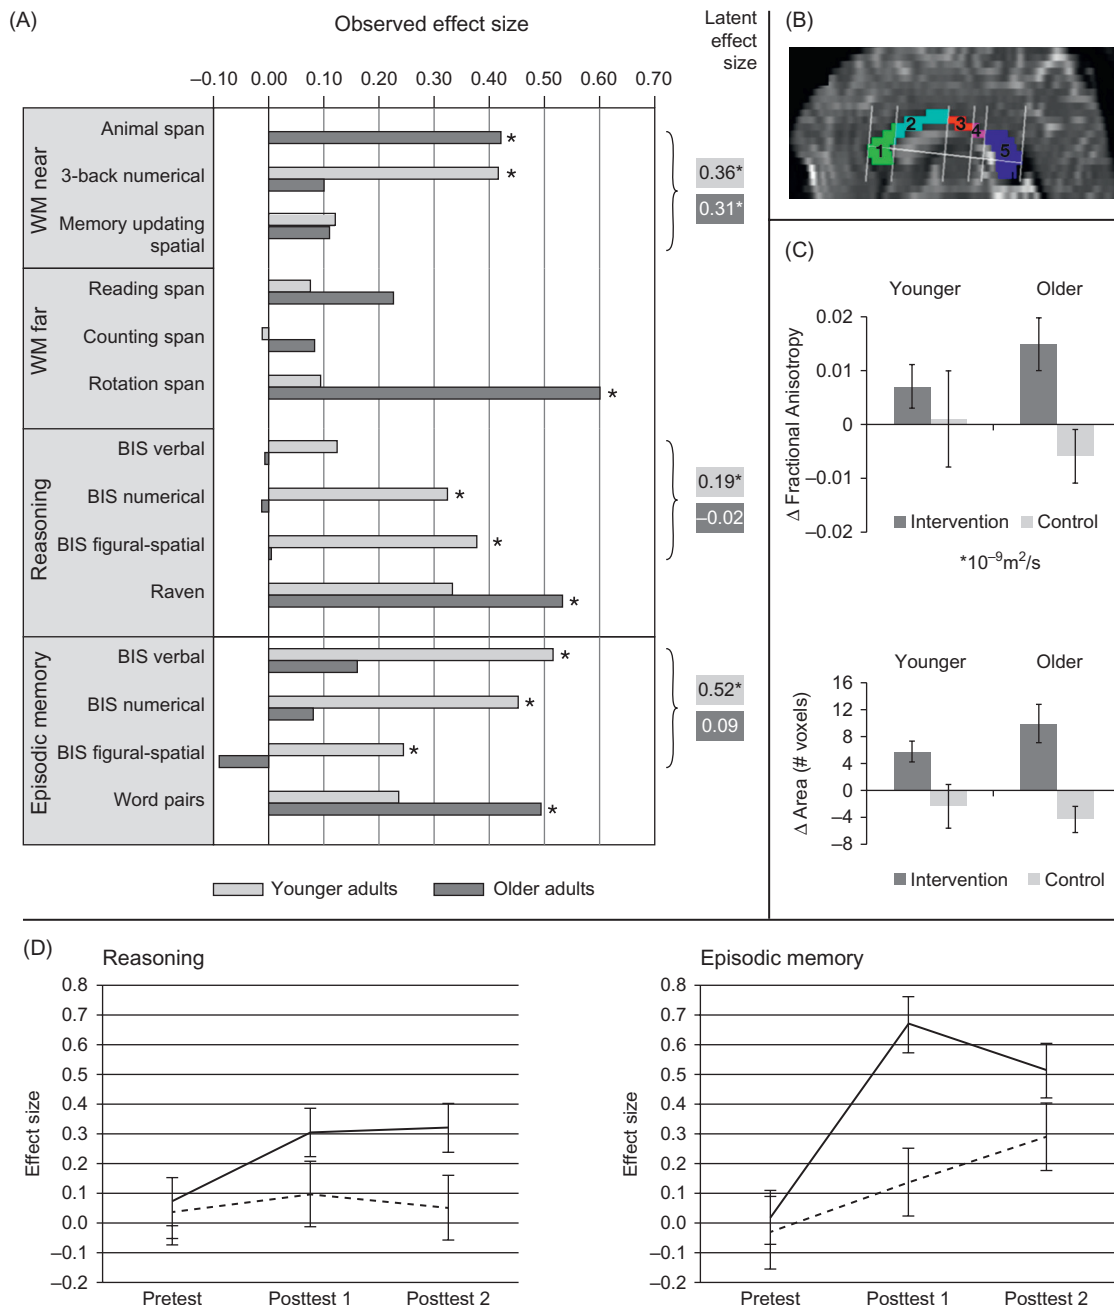 (A)
Observed effect size
Latent
effect
size
–0.10 0.00 0.10 0.20 0.30 0.40 0.50 0.60 0.70
WM near
Animal span
*
3-back numerical
*
Memory updating
spatial
0.36*
0.31*
WM far
Reading span
Counting span
Rotation span
*
Reasoning
BIS verbal
BIS numerical
*
BIS figural-spatial
*
Raven
*
0.19*
–0.02
Episodic memory
BIS verbal
*
BIS numerical
*
BIS figural-spatial
*
Word pairs
*
0.52*
0.09
Younger adults Older adults
(B)
1 2 3 4 5
(C)
Younger Older
Δ Fractional Anisotropy
0.02
0.01
0
–0.01
–0.02
Intervention Control
*10⁻⁹m²/s
Younger Older
Δ Area (# voxels)
16
12
8
4
0
–4
–8
Intervention Control
(D)
Reasoning
Effect size
0.8
0.7
0.6
0.5
0.4
0.3
0.2
0.1
0.0
–0.1
–0.2
Pretest Posttest 1 Posttest 2
Episodic memory
Effect size
0.8
0.7
0.6
0.5
0.4
0.3
0.2
0.1
0.0
–0.1
–0.2
Pretest Posttest 1 Posttest 2